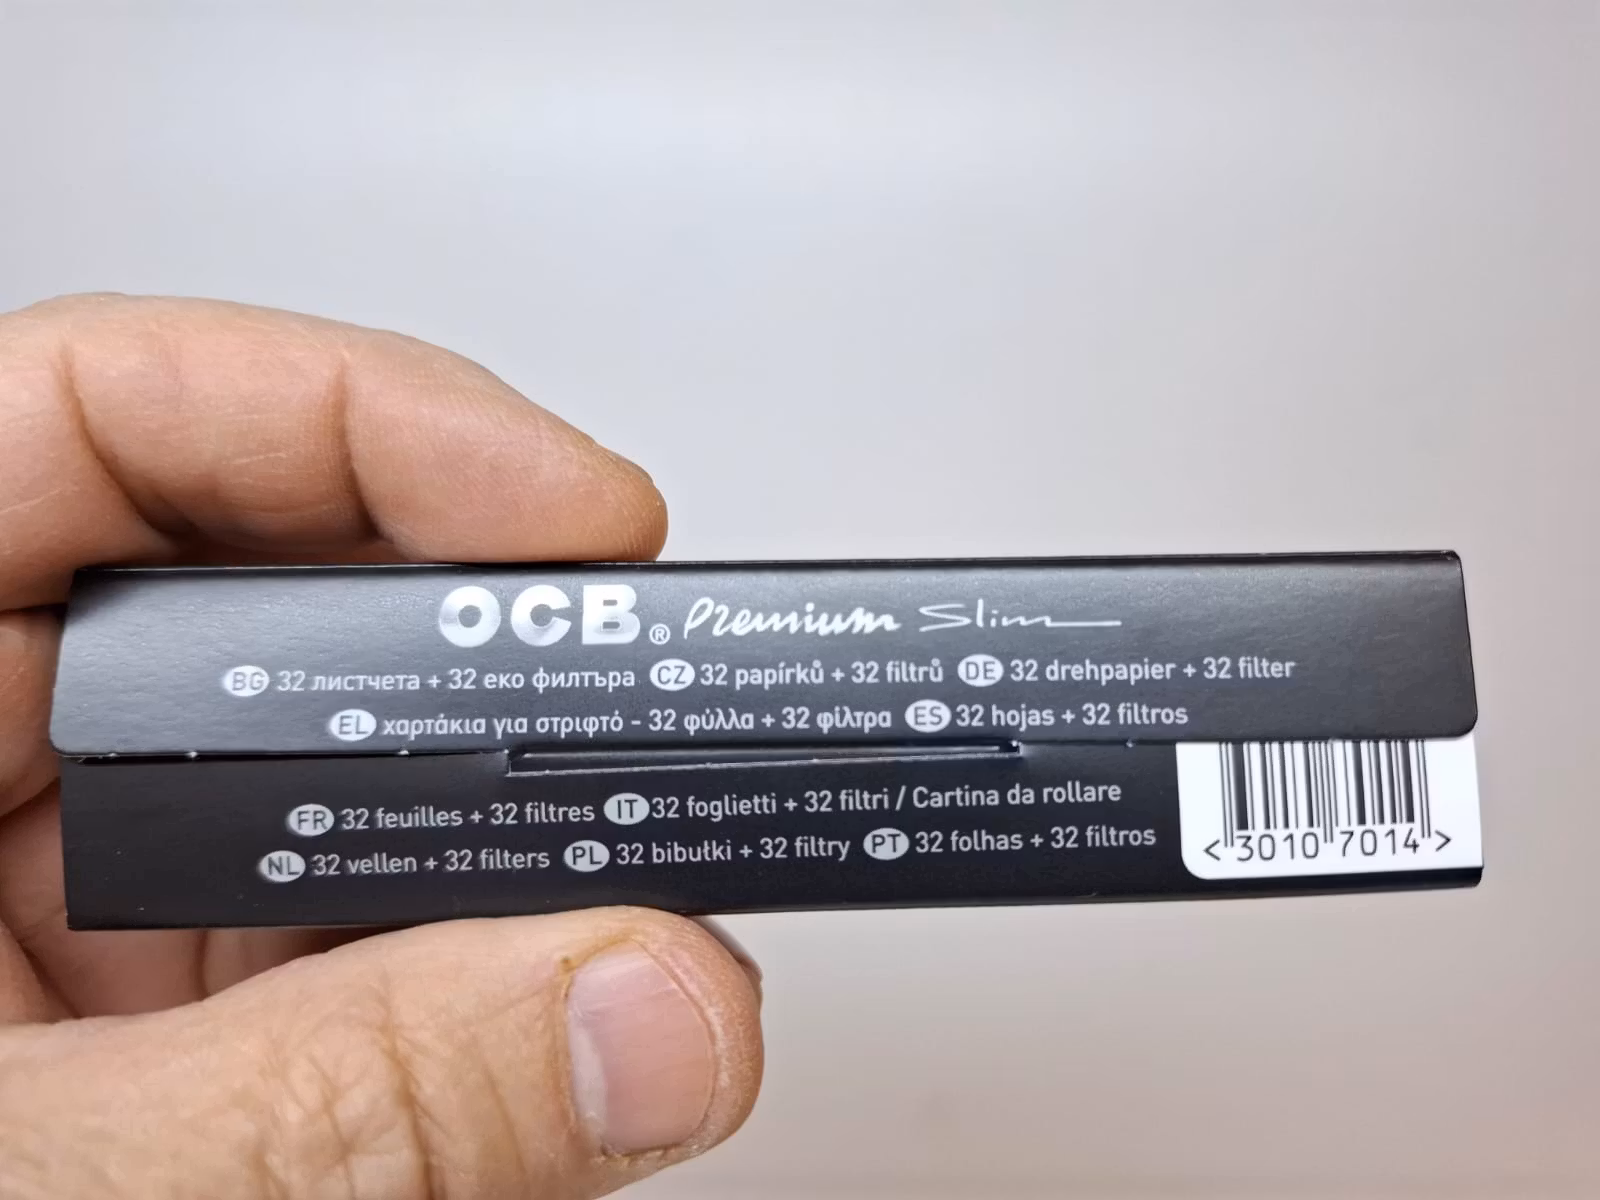 OCB® Premium Slim
BG 32 листчета + 32 еко филтъра CZ 32 papírků + 32 filtrů DE 32 drehpapier + 32 filter
EL χαρτάκια για στριφτό - 32 φύλλα + 32 φίλτρα ES 32 hojas + 32 filtros
FR 32 feuilles + 32 filtres IT 32 foglietti + 32 filtri / Cartina da rollare
NL 32 vellen + 32 filters PL 32 bibułki + 32 filtry PT 32 folhas + 32 filtros
<30107014>